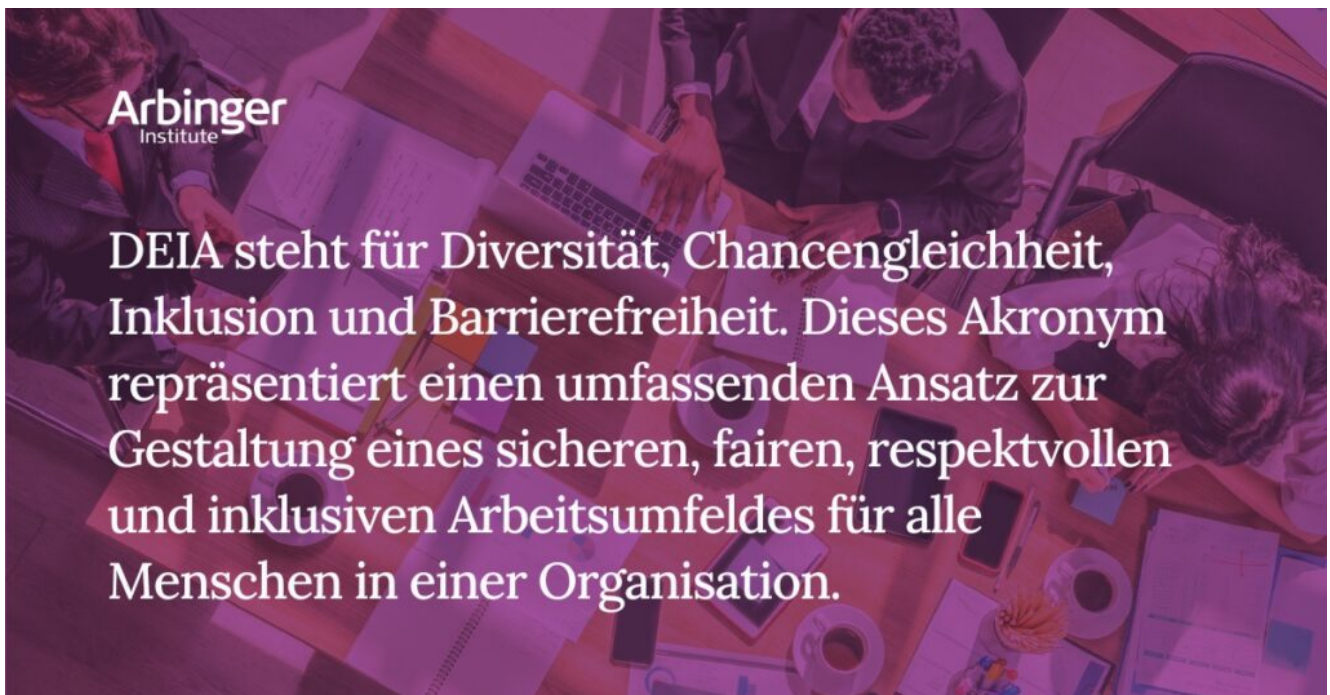 Arbinger
Institute
DEIA steht für Diversität, Chancengleichheit,
Inklusion und Barrierefreiheit. Dieses Akronym
repräsentiert einen umfassenden Ansatz zur
Gestaltung eines sicheren, fairen, respektvollen
und inklusiven Arbeitsumfeldes für alle
Menschen in einer Organisation.